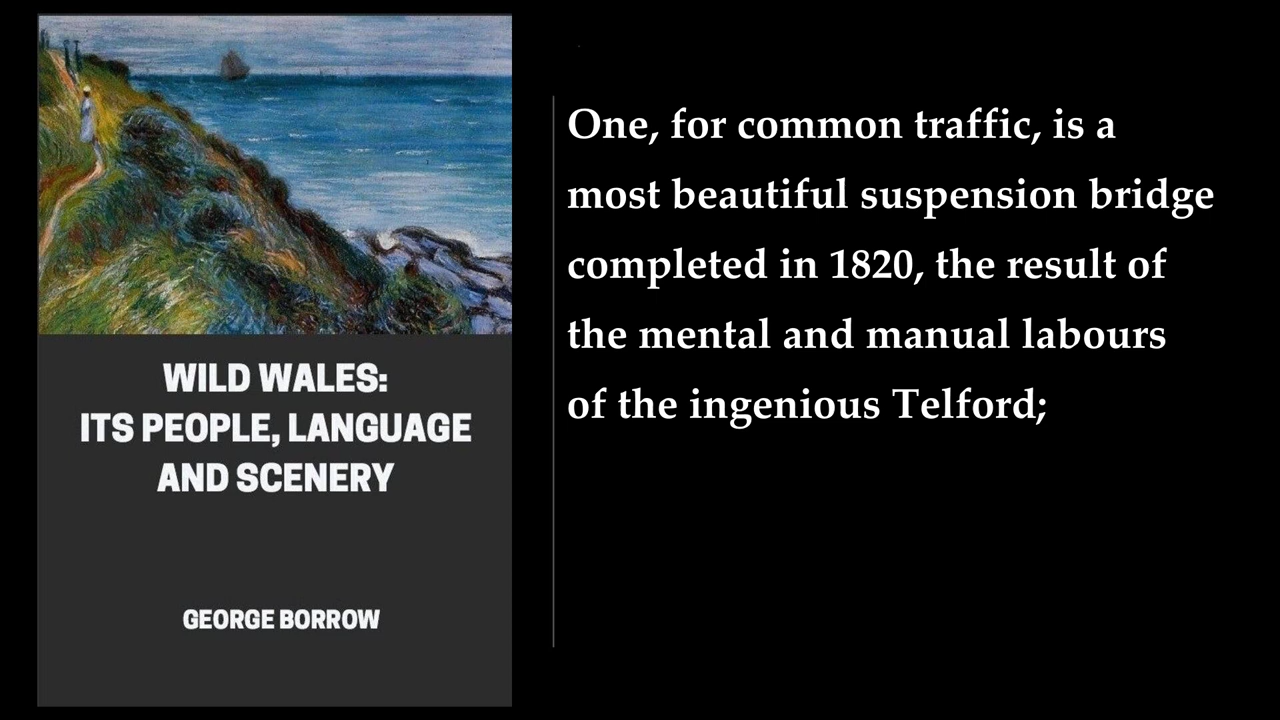 WILD WALES:
ITS PEOPLE, LANGUAGE
AND SCENERY
GEORGE BORROW
One, for common traffic, is a
most beautiful suspension bridge
completed in 1820, the result of
the mental and manual labours
of the ingenious Telford;